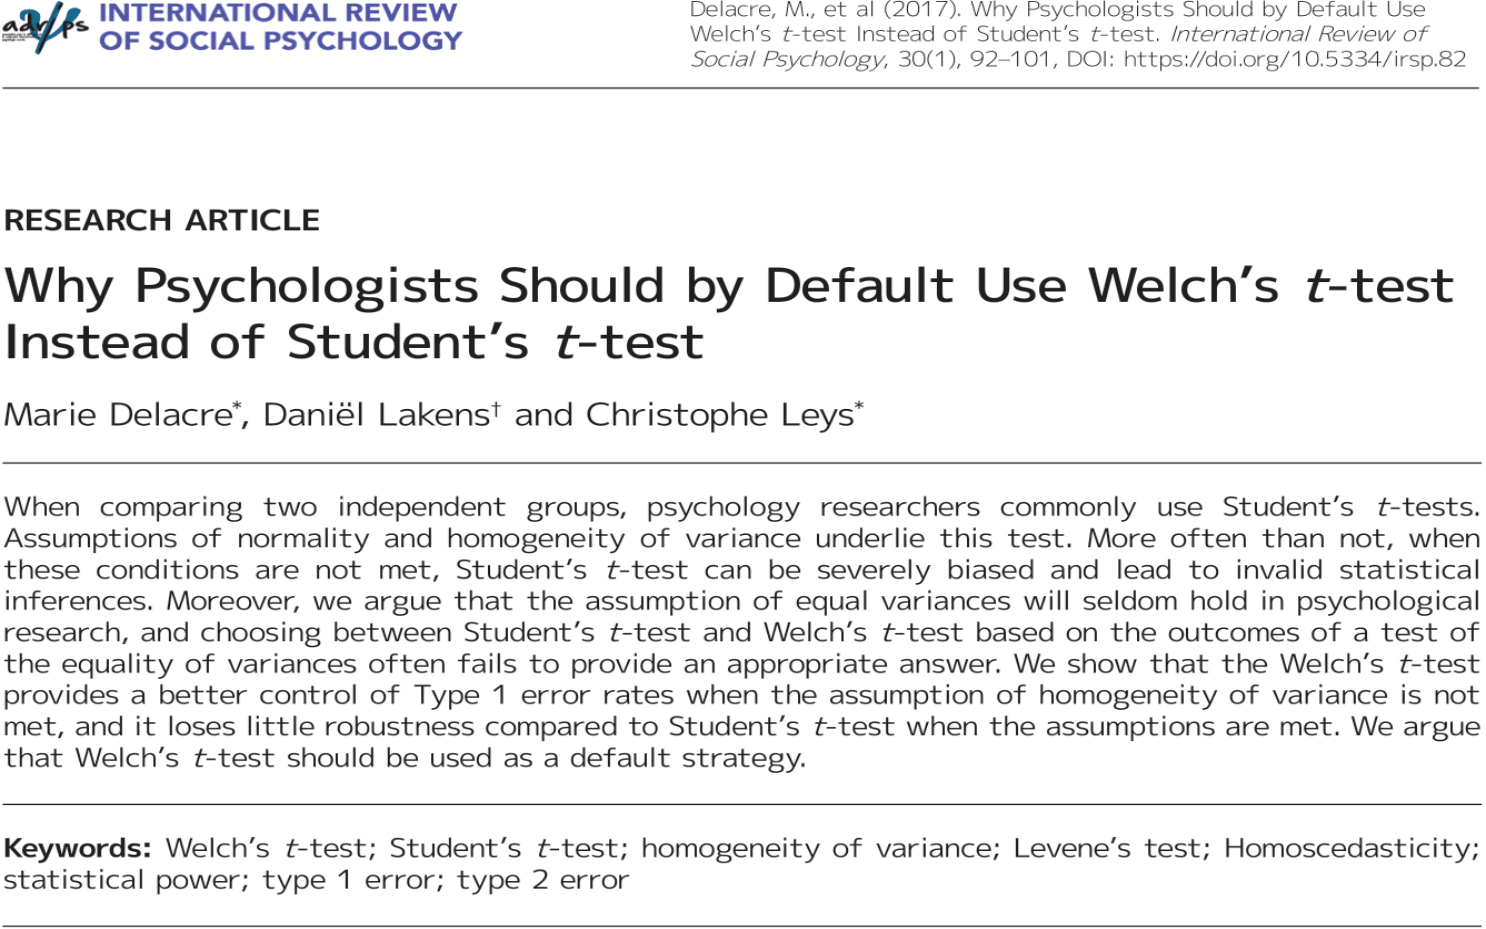 adrips
INTERNATIONAL REVIEW
OF SOCIAL PSYCHOLOGY
Delacre, M., et al (2017). Why Psychologists Should by Default Use
Welch's t-test Instead of Student's t-test. International Review of
Social Psychology, 30(1), 92–101, DOI: https://doi.org/10.5334/irsp.82
RESEARCH ARTICLE
Why Psychologists Should by Default Use Welch's t-test
Instead of Student's t-test
Marie Delacre*, Daniël Lakens† and Christophe Leys*
When comparing two independent groups, psychology researchers commonly use Student's t-tests.
Assumptions of normality and homogeneity of variance underlie this test. More often than not, when
these conditions are not met, Student's t-test can be severely biased and lead to invalid statistical
inferences. Moreover, we argue that the assumption of equal variances will seldom hold in psychological
research, and choosing between Student's t-test and Welch's t-test based on the outcomes of a test of
the equality of variances often fails to provide an appropriate answer. We show that the Welch's t-test
provides a better control of Type 1 error rates when the assumption of homogeneity of variance is not
met, and it loses little robustness compared to Student's t-test when the assumptions are met. We argue
that Welch's t-test should be used as a default strategy.
Keywords: Welch's t-test; Student's t-test; homogeneity of variance; Levene's test; Homoscedasticity;
statistical power; type 1 error; type 2 error